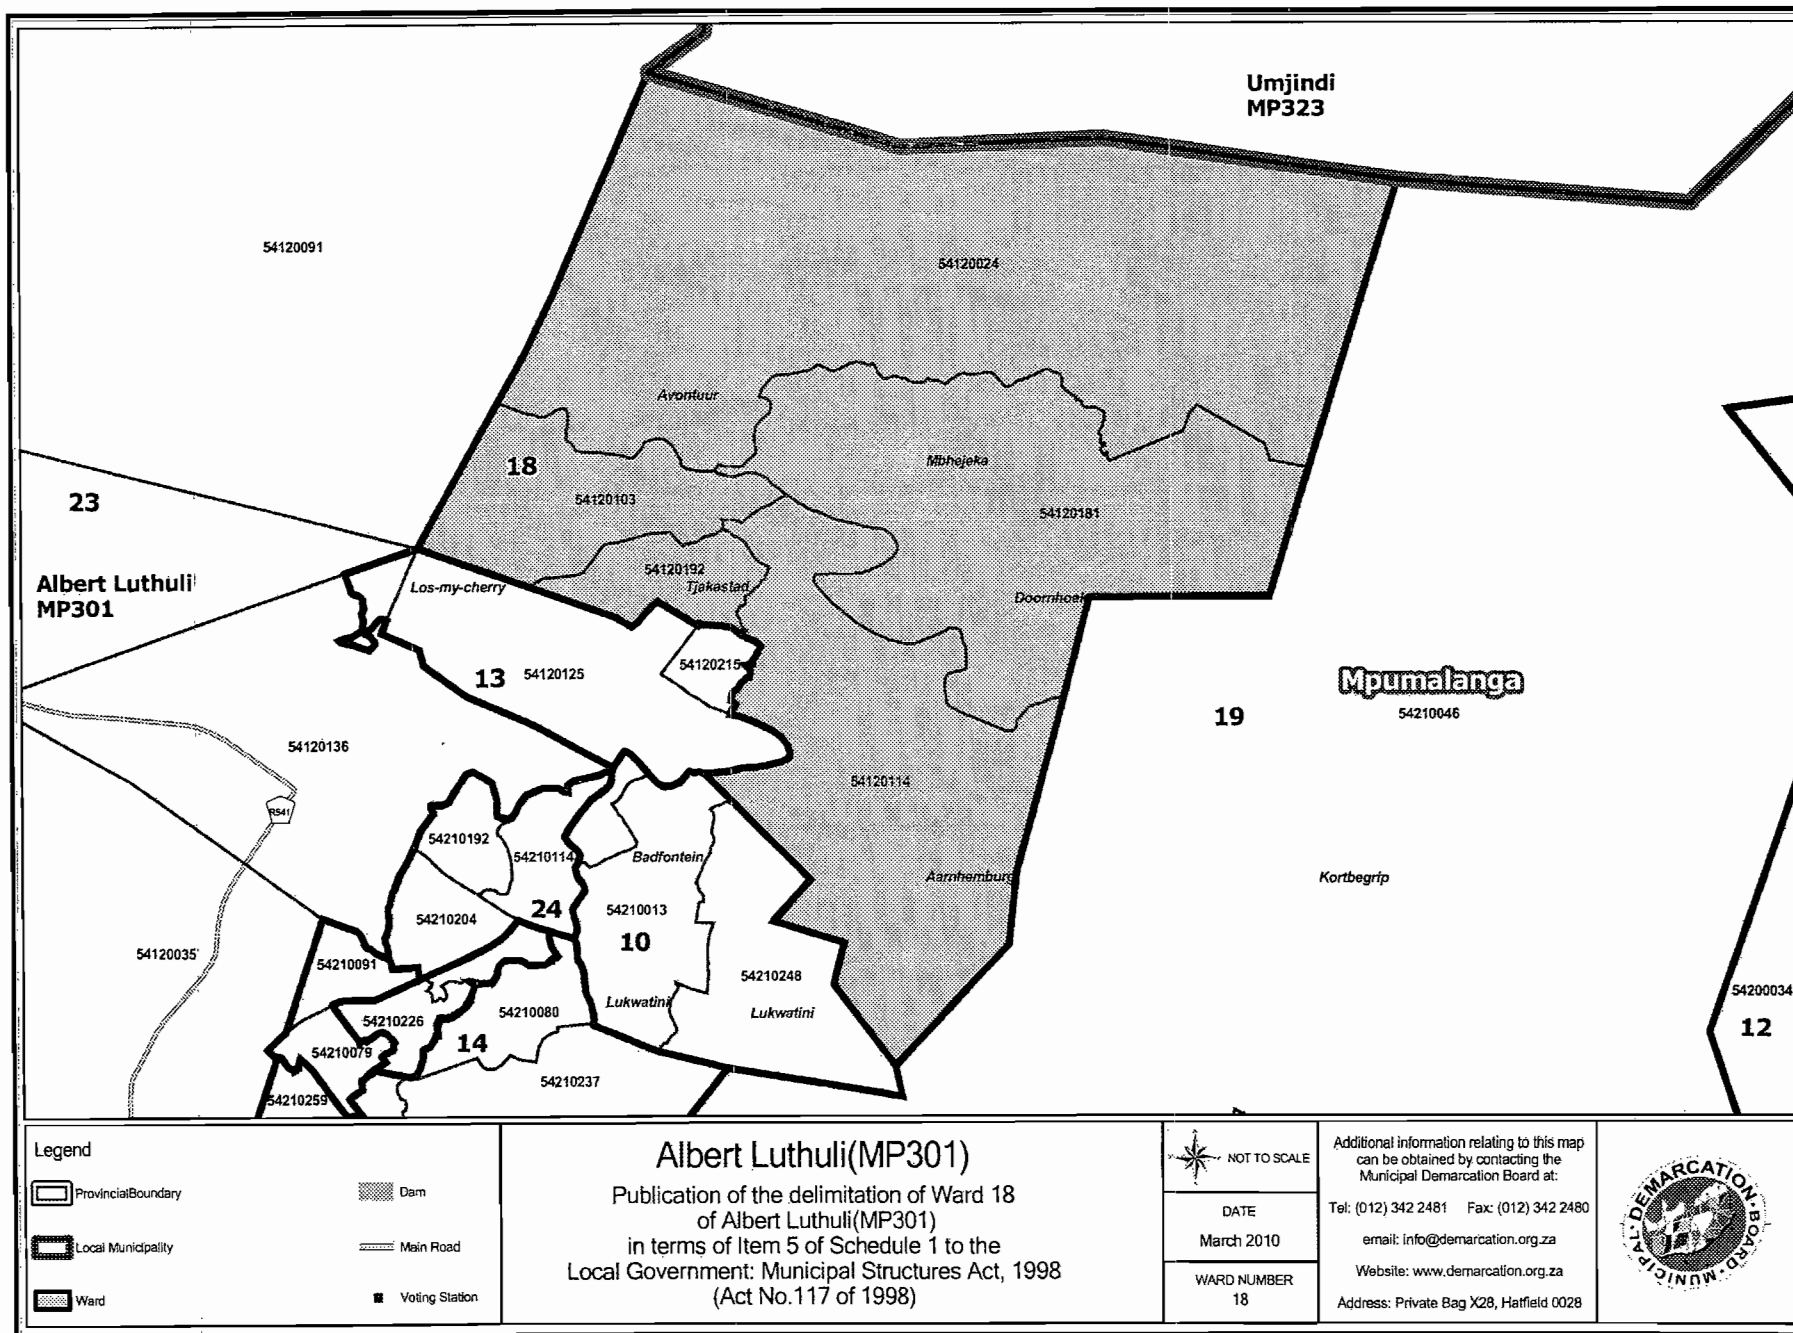 Umjindi
MP323
54120091
54120024
Avontuur
18
Mbhejeka
23
54120103
54120181
Albert Luthuli
MP301
54120192
Los-my-cherry
Tjakastad
Doornhoek
13
54120125
54120215
Mpumalanga
19
54210046
54120136
54120114
R541
54210192
54210114
Badfontein
Aarnhemburg
Kortbegrip
54210204
24
54210013
10
54120035
54210091
54210248
54200034
Lukwatini
Lukwatini
54210226
54210080
12
54210079
14
54210237
54210259
Legend
ProvincialBoundary
Dam
Local Municipality
Main Road
Ward
Voting Station
Albert Luthuli(MP301)
Publication of the delimitation of Ward 18
of Albert Luthuli(MP301)
in terms of Item 5 of Schedule 1 to the
Local Government: Municipal Structures Act, 1998
(Act No.117 of 1998)
NOT TO SCALE
DATE
March 2010
WARD NUMBER
18
Additional information relating to this map
can be obtained by contacting the
Municipal Demarcation Board at:
Tel: (012) 342 2481 Fax: (012) 342 2480
email: info@demarcation.org.za
Website: www.demarcation.org.za
Address: Private Bag X28, Hatfield 0028
MUNICIPAL DEMARCATION BOARD